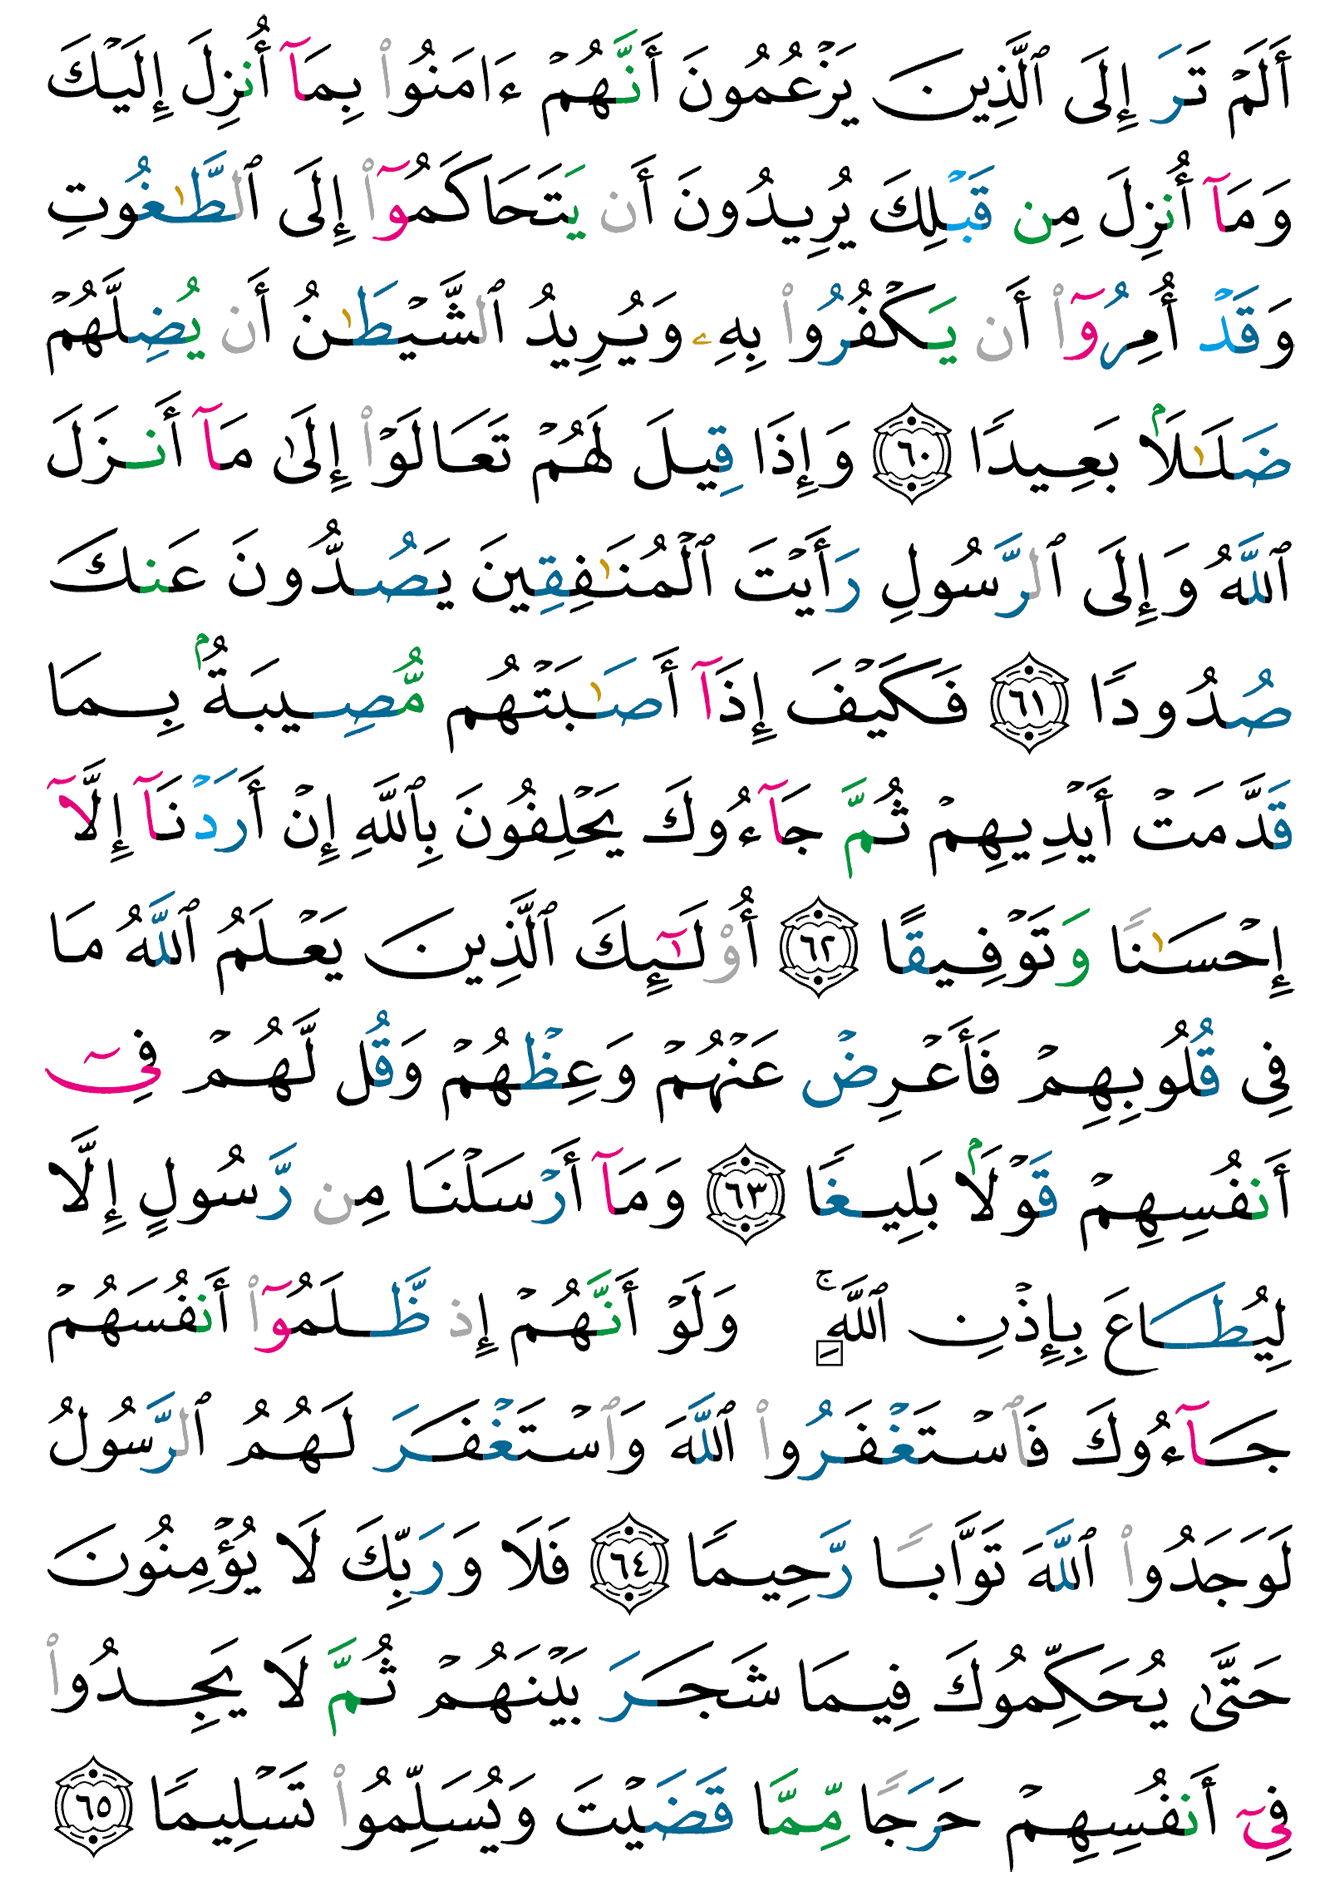 أَلَمْ تَرَ إِلَى ٱلَّذِينَ يَزْعُمُونَ أَنَّهُمْ ءَامَنُوا۟ بِمَآ أُنزِلَ إِلَيْكَ
وَمَآ أُنزِلَ مِن قَبْلِكَ يُرِيدُونَ أَن يَتَحَاكَمُوٓا۟ إِلَى ٱلطَّٰغُوتِ
وَقَدْ أُمِرُوٓا۟ أَن يَكْفُرُوا۟ بِهِۦ وَيُرِيدُ ٱلشَّيْطَٰنُ أَن يُضِلَّهُمْ
ضَلَٰلَۢا بَعِيدًا ٦٠ وَإِذَا قِيلَ لَهُمْ تَعَالَوْا۟ إِلَىٰ مَآ أَنزَلَ
ٱللَّهُ وَإِلَى ٱلرَّسُولِ رَأَيْتَ ٱلْمُنَٰفِقِينَ يَصُدُّونَ عَنكَ
صُدُودًا ٦١ فَكَيْفَ إِذَآ أَصَٰبَتْهُم مُّصِيبَةٌۢ بِمَا
قَدَّمَتْ أَيْدِيهِمْ ثُمَّ جَآءُوكَ يَحْلِفُونَ بِٱللَّهِ إِنْ أَرَدْنَآ إِلَّآ
إِحْسَٰنًا وَتَوْفِيقًا ٦٢ أُو۟لَٰٓئِكَ ٱلَّذِينَ يَعْلَمُ ٱللَّهُ مَا
فِى قُلُوبِهِمْ فَأَعْرِضْ عَنْهُمْ وَعِظْهُمْ وَقُل لَّهُمْ فِىٓ
أَنفُسِهِمْ قَوْلَۢا بَلِيغًا ٦٣ وَمَآ أَرْسَلْنَا مِن رَّسُولٍ إِلَّا
لِيُطَاعَ بِإِذْنِ ٱللَّهِ ۚ وَلَوْ أَنَّهُمْ إِذ ظَّلَمُوٓا۟ أَنفُسَهُمْ
جَآءُوكَ فَٱسْتَغْفَرُوا۟ ٱللَّهَ وَٱسْتَغْفَرَ لَهُمُ ٱلرَّسُولُ
لَوَجَدُوا۟ ٱللَّهَ تَوَّابًا رَّحِيمًا ٦٤ فَلَا وَرَبِّكَ لَا يُؤْمِنُونَ
حَتَّىٰ يُحَكِّمُوكَ فِيمَا شَجَرَ بَيْنَهُمْ ثُمَّ لَا يَجِدُوا۟
فِىٓ أَنفُسِهِمْ حَرَجًا مِّمَّا قَضَيْتَ وَيُسَلِّمُوا۟ تَسْلِيمًا ٦٥